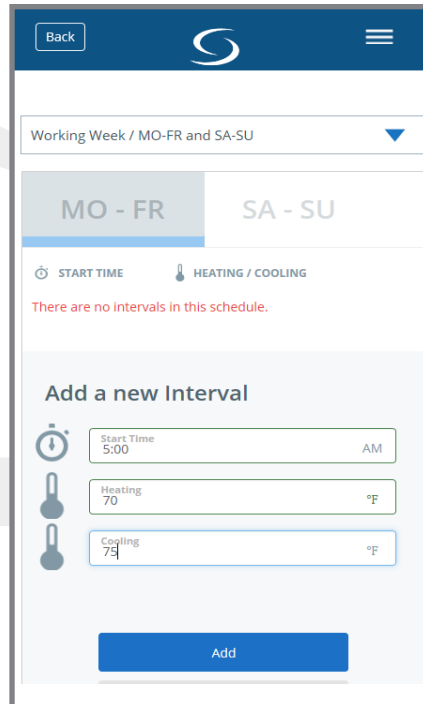 Back
Working Week / MO-FR and SA-SU
MO - FR SA - SU
START TIME HEATING / COOLING
There are no intervals in this schedule.
Add a new Interval
Start Time
5:00 AM
Heating
70 °F
Cooling
75 °F
Add